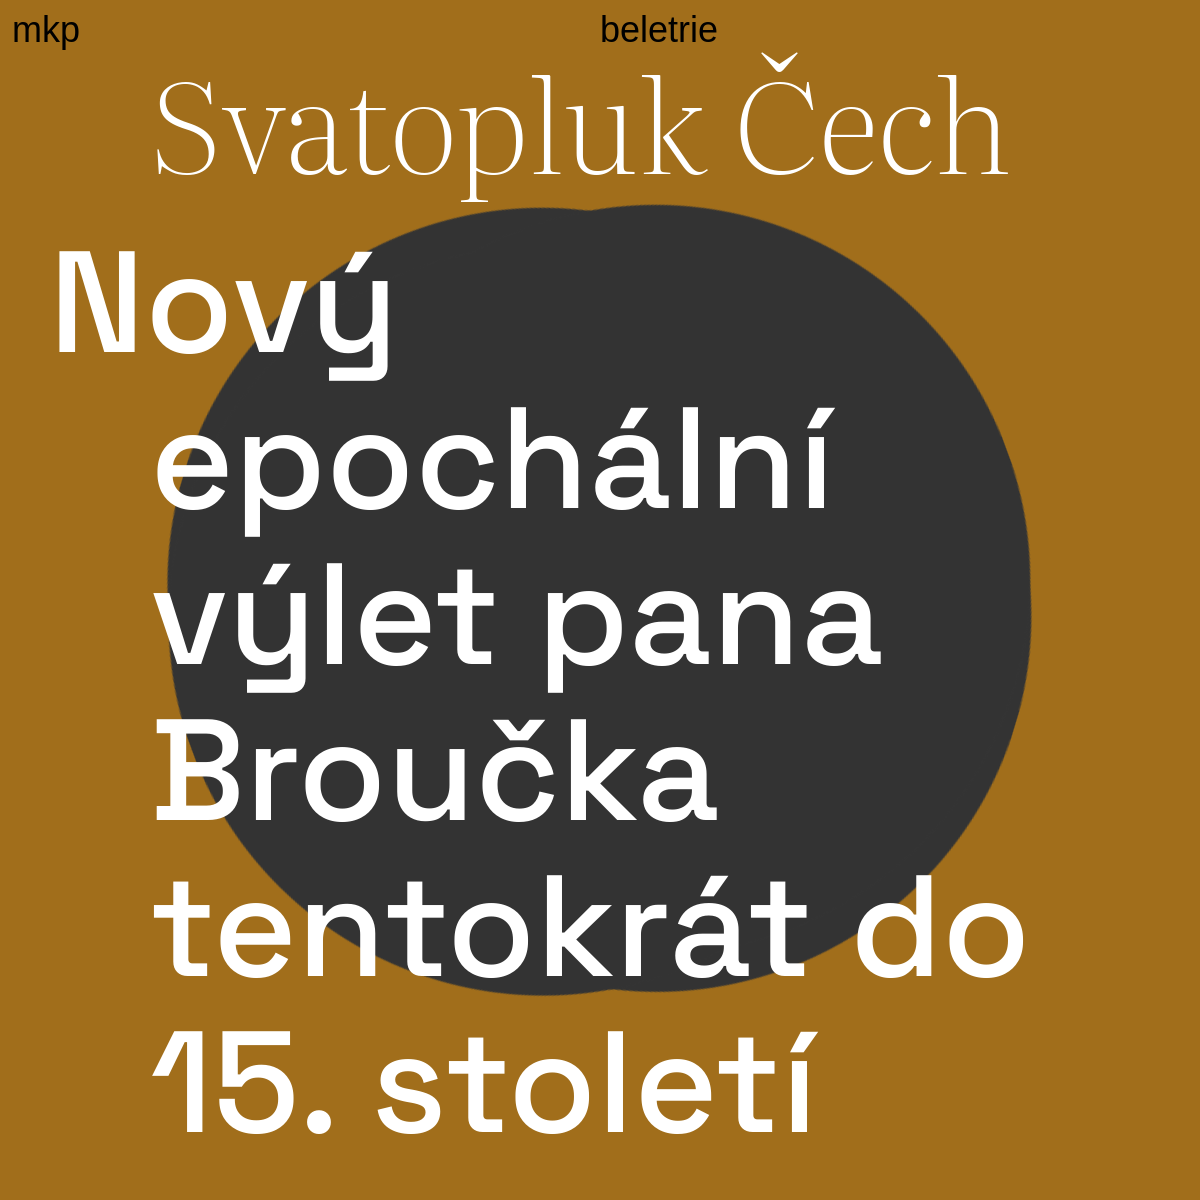 mkp
beletrie
Svatopluk Čech
Nový
epochální
výlet pana
Broučka
tentokrát do
15. století